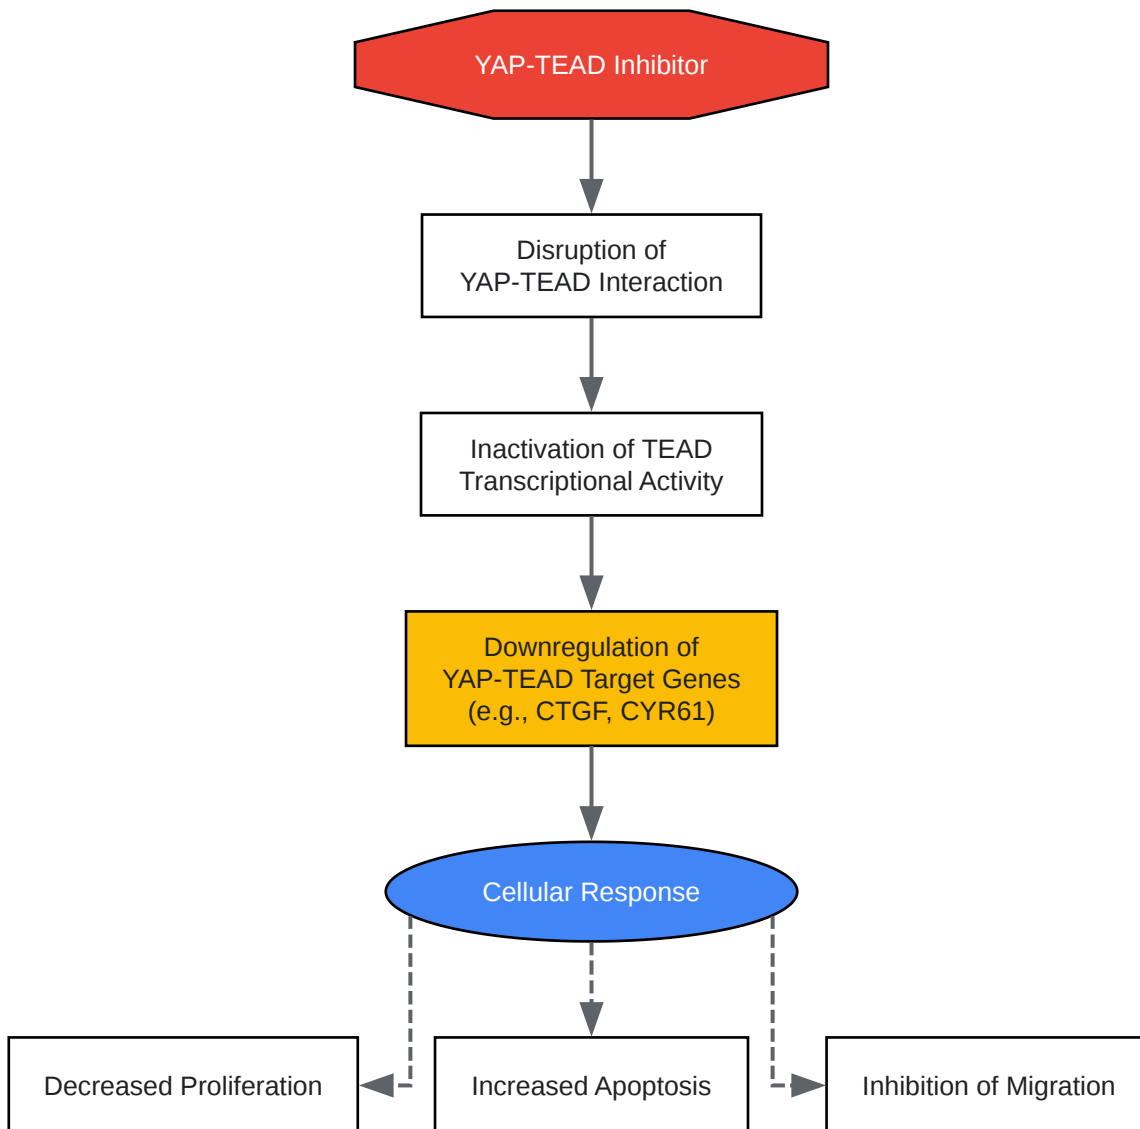 YAP-TEAD Inhibitor
Disruption of
YAP-TEAD Interaction
Inactivation of TEAD
Transcriptional Activity
Downregulation of
YAP-TEAD Target Genes
(e.g., CTGF, CYR61)
Cellular Response
Decreased Proliferation
Increased Apoptosis
Inhibition of Migration